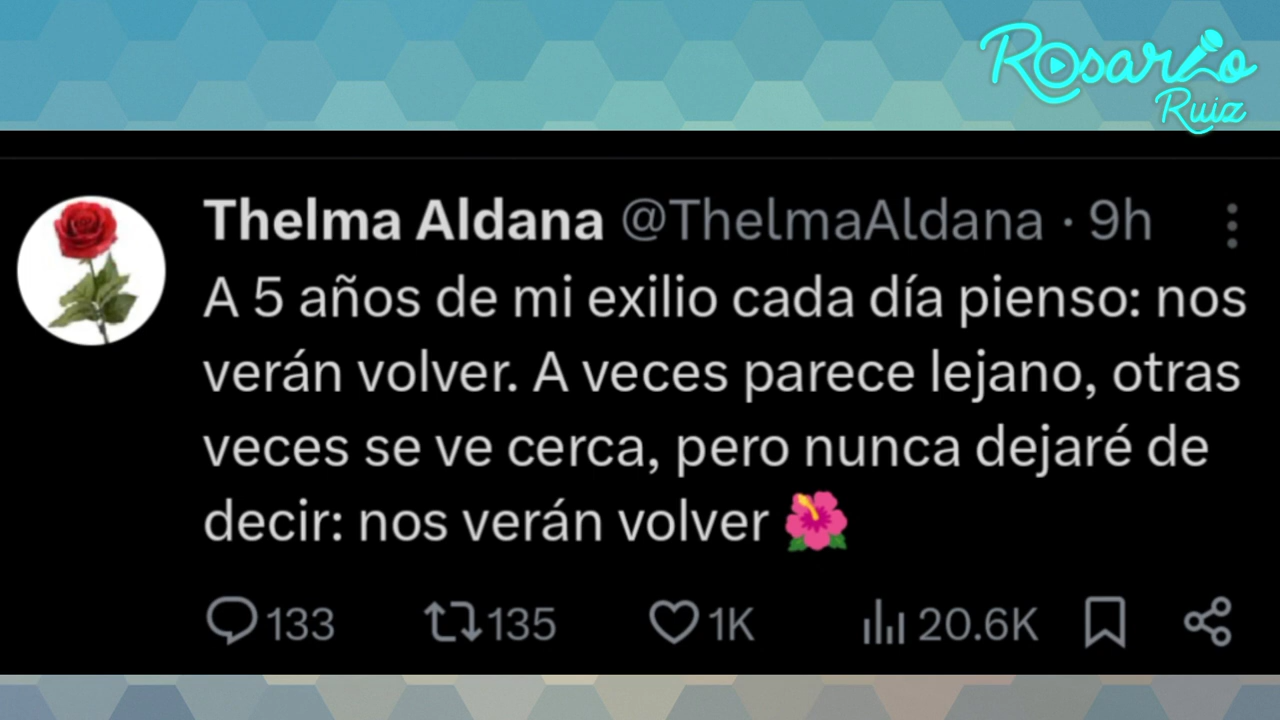 Rosario
Ruiz
Thelma Aldana @ThelmaAldana · 9h
A 5 años de mi exilio cada día pienso: nos
verán volver. A veces parece lejano, otras
veces se ve cerca, pero nunca dejaré de
decir: nos verán volver 🌺
133 135 1K 20.6K